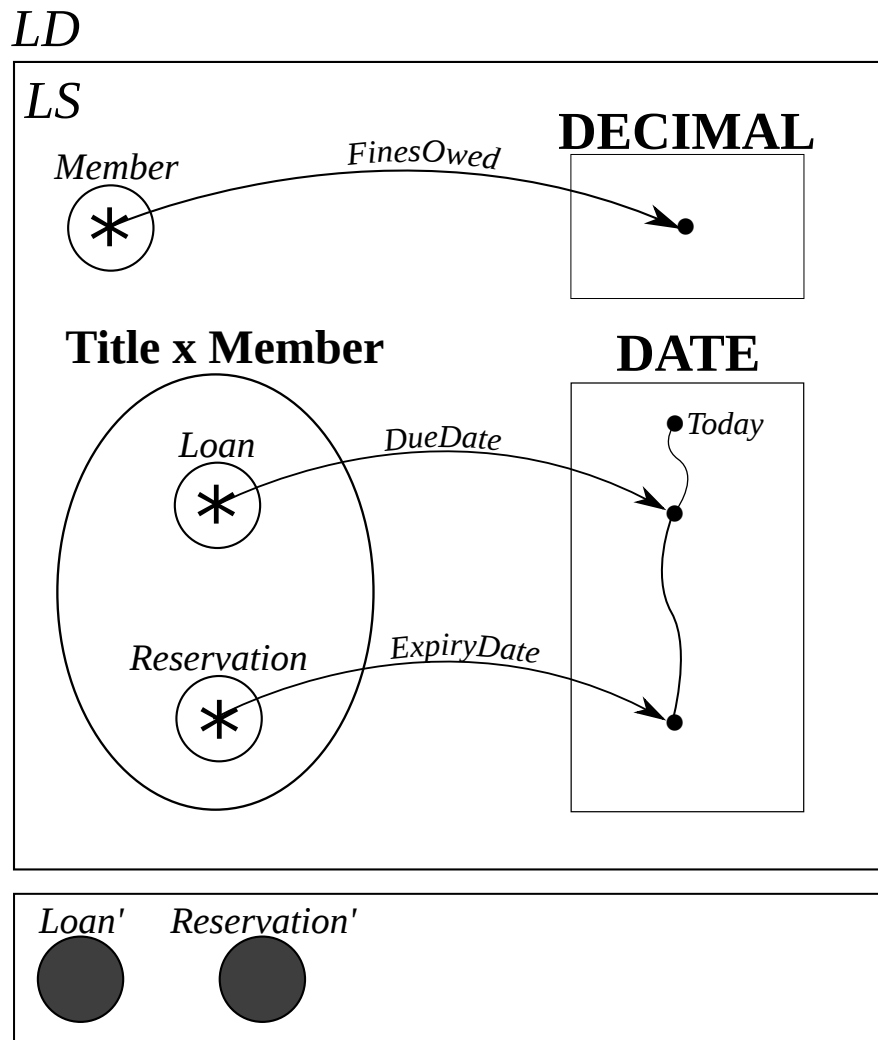 LD
LS
DECIMAL
FinesOwed
Member
*
Title x Member
DATE
Today
Loan
DueDate
*
Reservation
ExpiryDate
*
Loan'
Reservation'